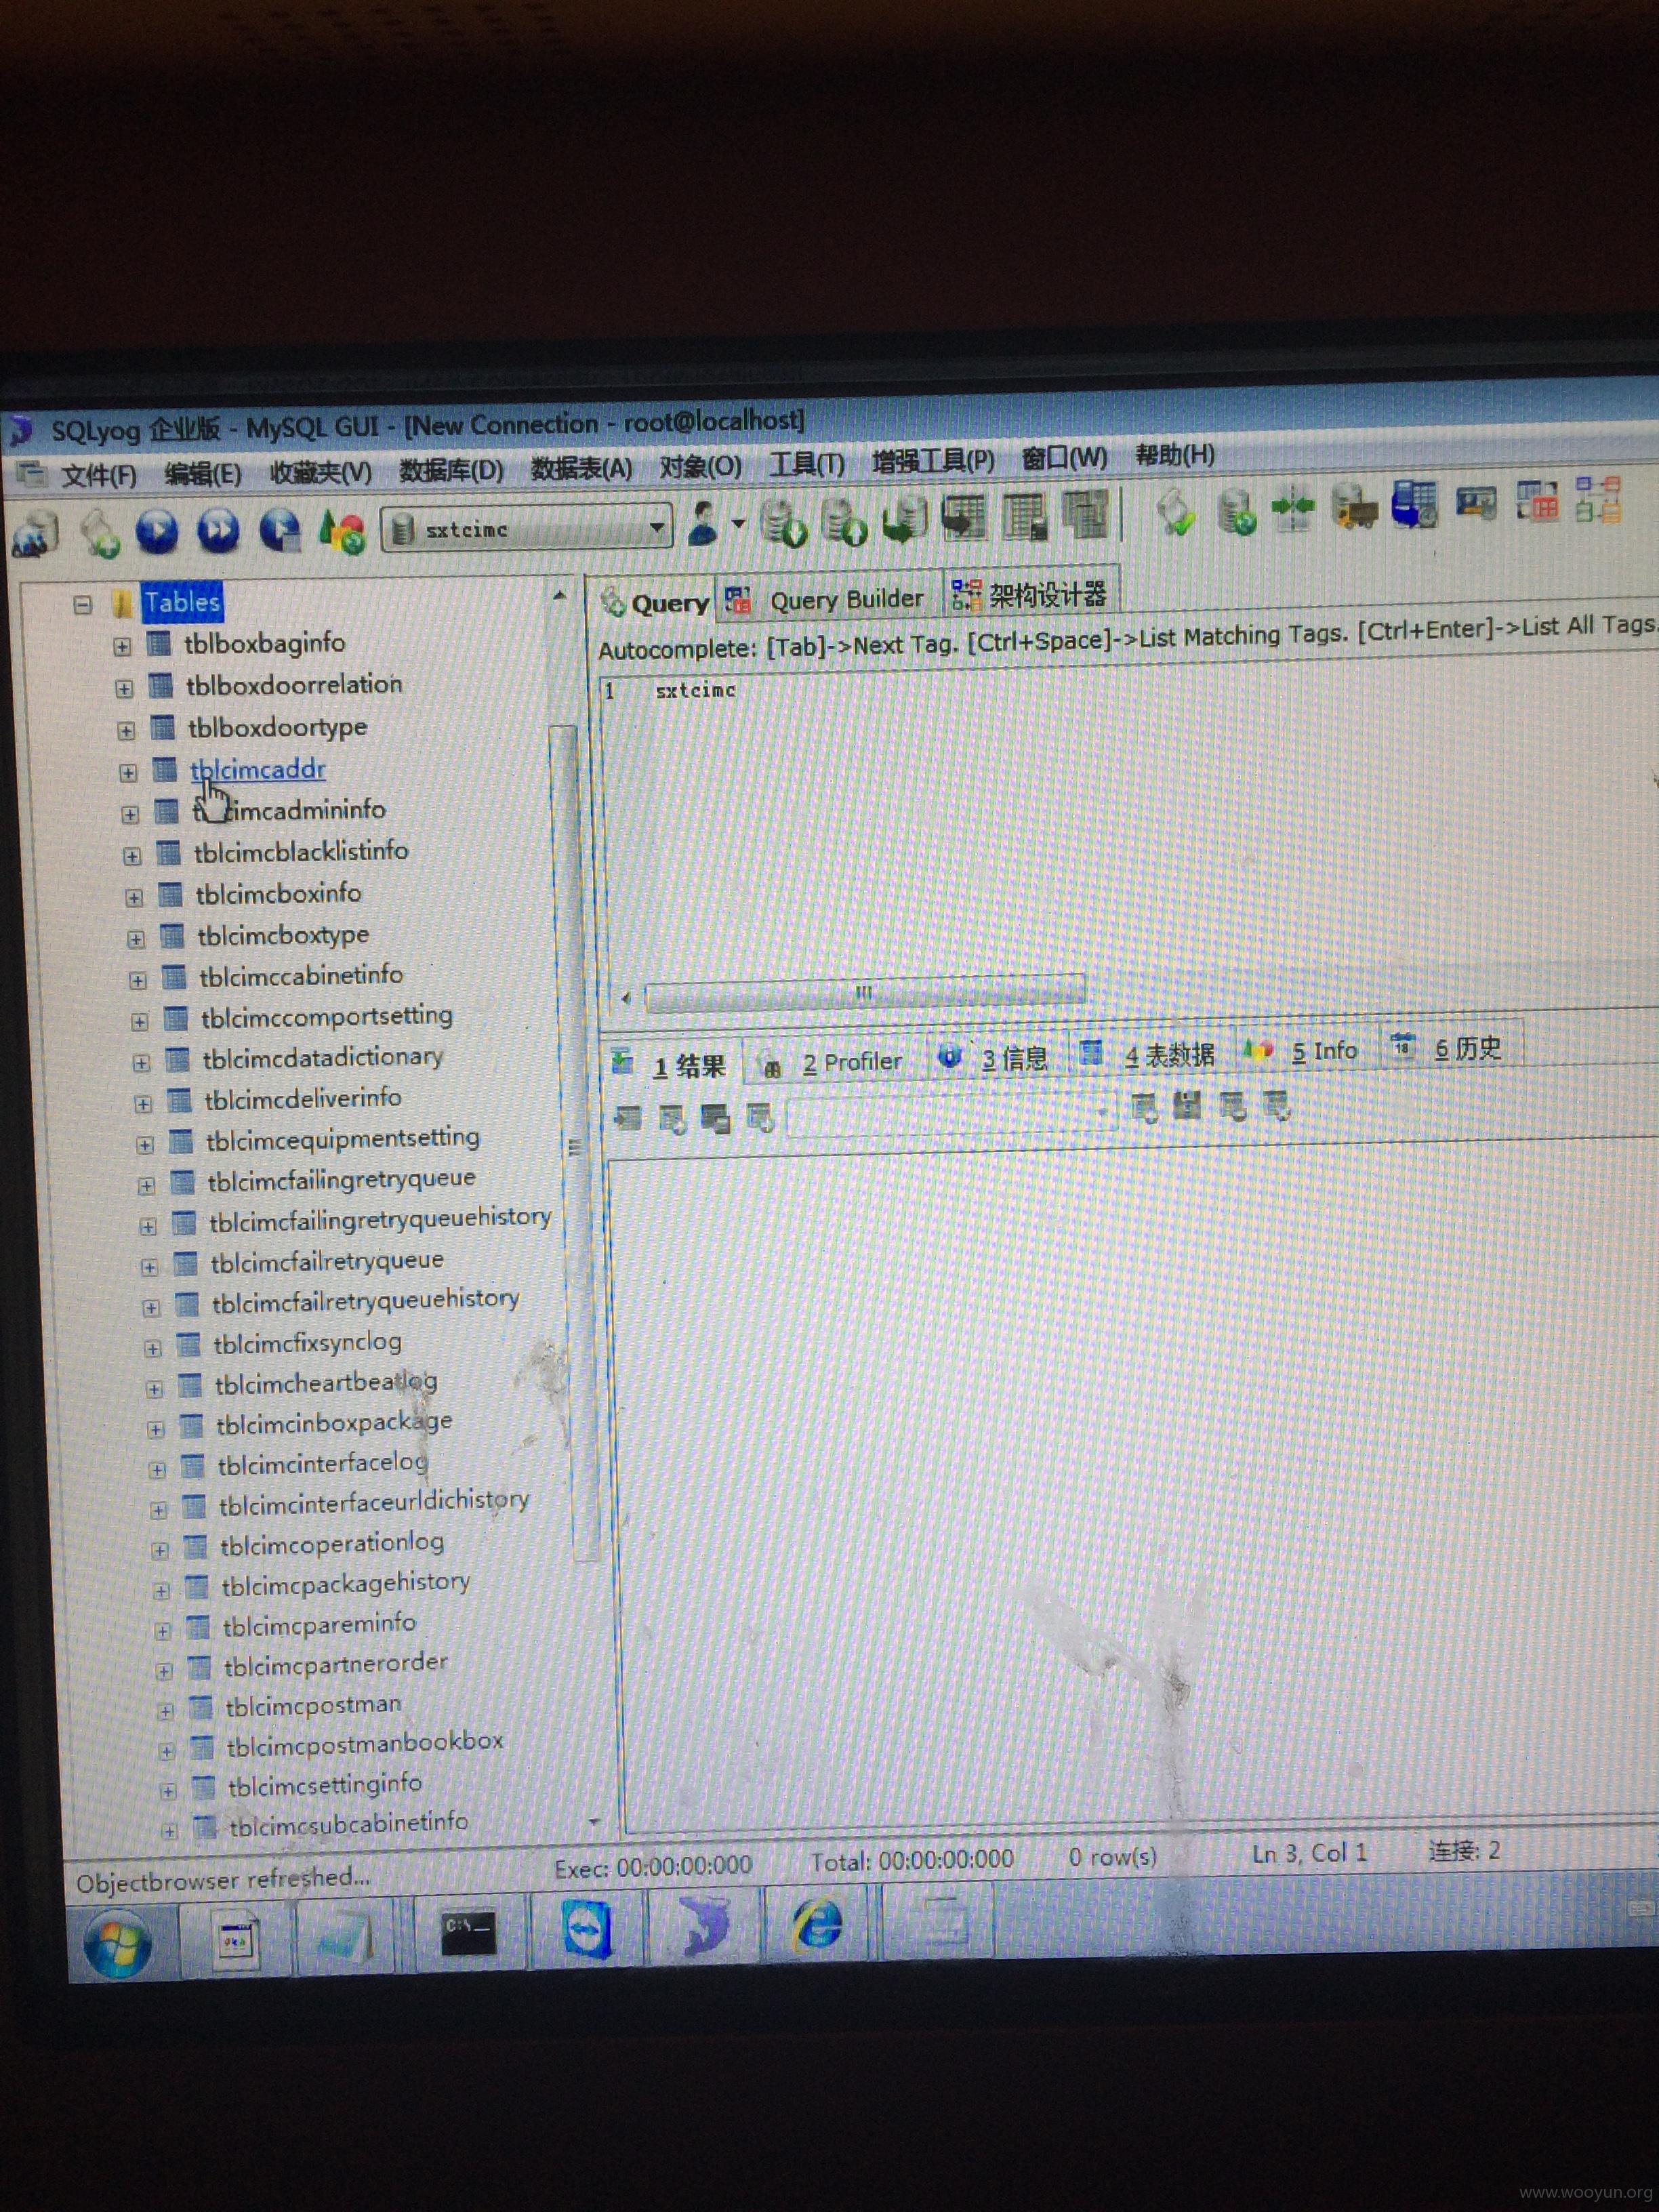 SQLyog 企业版 - MySQL GUI - [New Connection - root@localhost]
文件(F) 编辑(E) 收藏夹(V) 数据库(D) 数据表(A) 对象(O) 工具(T) 增强工具(P) 窗口(W) 帮助(H)
sxtcimc
Tables
tblboxbaginfo
tblboxdoorrelation
tblboxdoortype
tblcimcaddr
cimcadmininfo
tblcimcblacklistinfo
tblcimcboxinfo
tblcimcboxtype
tblcimccabinetinfo
tblcimccomportsetting
tblcimcdatadictionary
tblcimcdeliverinfo
tblcimcequipmentsetting
tblcimcfailingretryqueue
tblcimcfailingretryqueuehistory
tblcimcfailretryqueue
tblcimcfailretryqueuehistory
tblcimcfixsynclog
tblcimcheartbeatlog
tblcimcinboxpackage
tblcimcinterfacelog
tblcimcinterfaceurldichistory
tblcimcoperationlog
tblcimcpackagehistory
tblcimcpareminfo
tblcimcpartnerorder
tblcimcpostman
tblcimcpostmanbookbox
tblcimcsettinginfo
tblcimcsubcabinetinfo
Query Query Builder 架构设计器
Autocomplete: [Tab]->Next Tag. [Ctrl+Space]->List Matching Tags. [Ctrl+Enter]->List All Tags.
1 sxtcimc
1 结果 2 Profiler 3 信息 4 表数据 5 Info 6 历史
Objectbrowser refreshed... Exec: 00:00:00:000 Total: 00:00:00:000 0 row(s) Ln 3, Col 1 连接: 2
www.wooyun.org